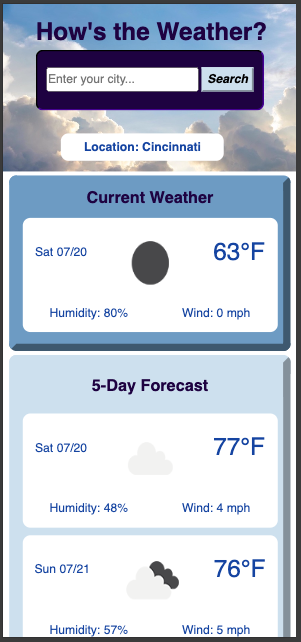 How's the Weather?
Enter your city...
Search
Location: Cincinnati
Current Weather
Sat 07/20
63°F
Humidity: 80%
Wind: 0 mph
5-Day Forecast
Sat 07/20
77°F
Humidity: 48%
Wind: 4 mph
Sun 07/21
76°F
Humidity: 57%
Wind: 5 mph